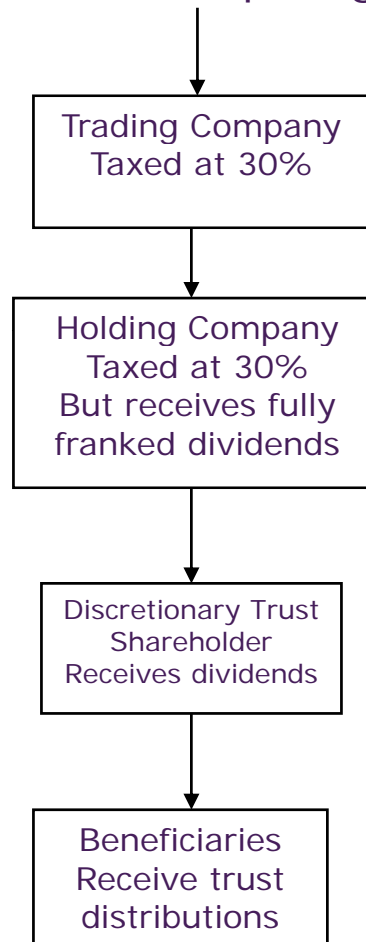 Trading Company
Taxed at 30%
Holding Company
Taxed at 30%
But receives fully
franked dividends
Discretionary Trust
Shareholder
Receives dividends
Beneficiaries
Receive trust
distributions